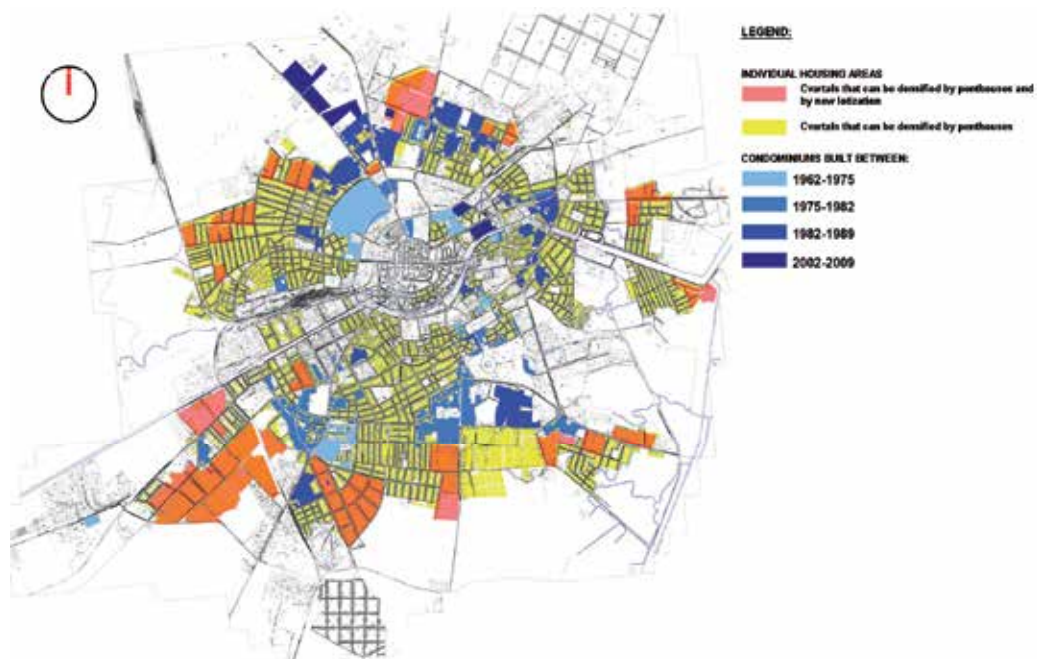 LEGEND:
INDIVIDUAL HOUSING AREAS
Cvartals that can be densified by penthouses and
by new lotization
Cvartals that can be densified by penthouses
CONDOMINIUMS BUILT BETWEEN:
1962-1975
1975-1982
1982-1989
2002-2009